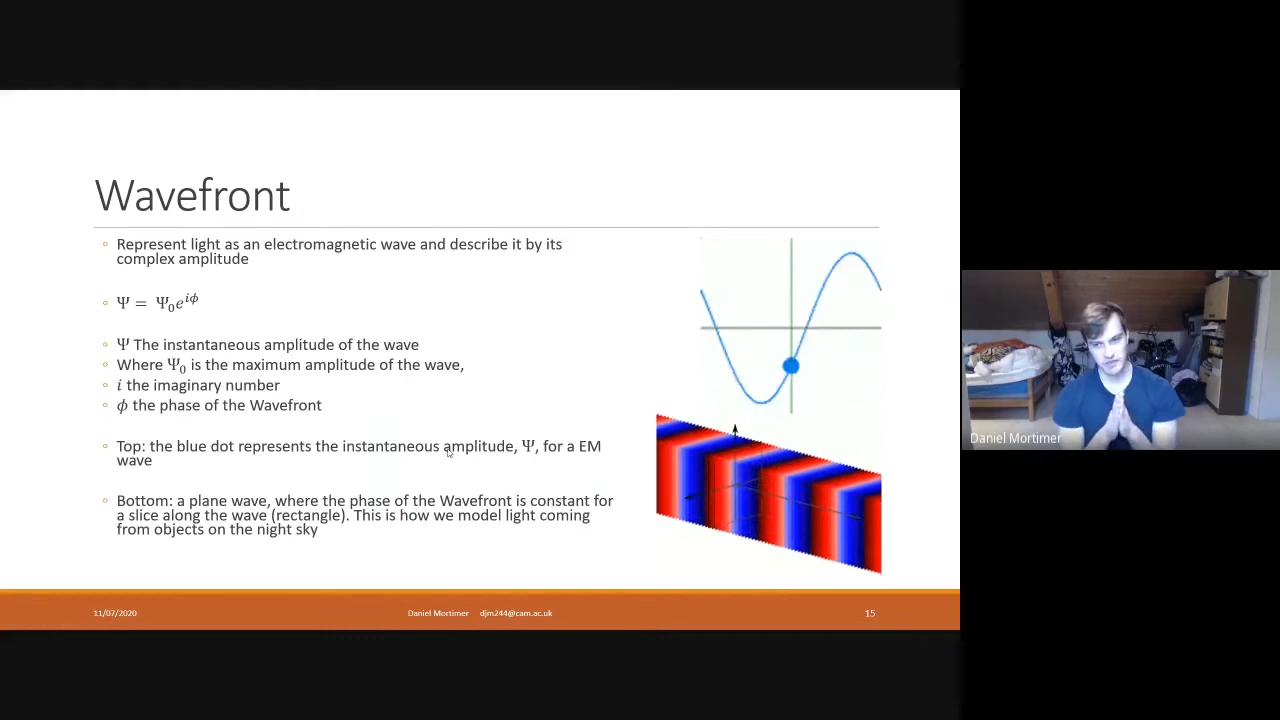 Wavefront
◦ Represent light as an electromagnetic wave and describe it by its
complex amplitude
◦ Ψ = Ψ₀e^{iϕ}
◦ Ψ The instantaneous amplitude of the wave
◦ Where Ψ₀ is the maximum amplitude of the wave,
◦ i the imaginary number
◦ ϕ the phase of the Wavefront
◦ Top: the blue dot represents the instantaneous amplitude, Ψ, for a EM
wave
◦ Bottom: a plane wave, where the phase of the Wavefront is constant for
a slice along the wave (rectangle). This is how we model light coming
from objects on the night sky
11/07/2020 Daniel Mortimer djm244@cam.ac.uk 15
Daniel Mortimer